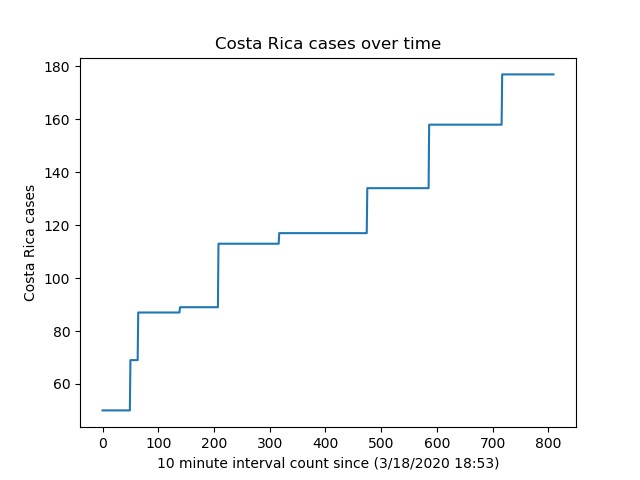 Costa Rica cases over time
180
160
140
120
100
80
60
Costa Rica cases
0 100 200 300 400 500 600 700 800
10 minute interval count since (3/18/2020 18:53)